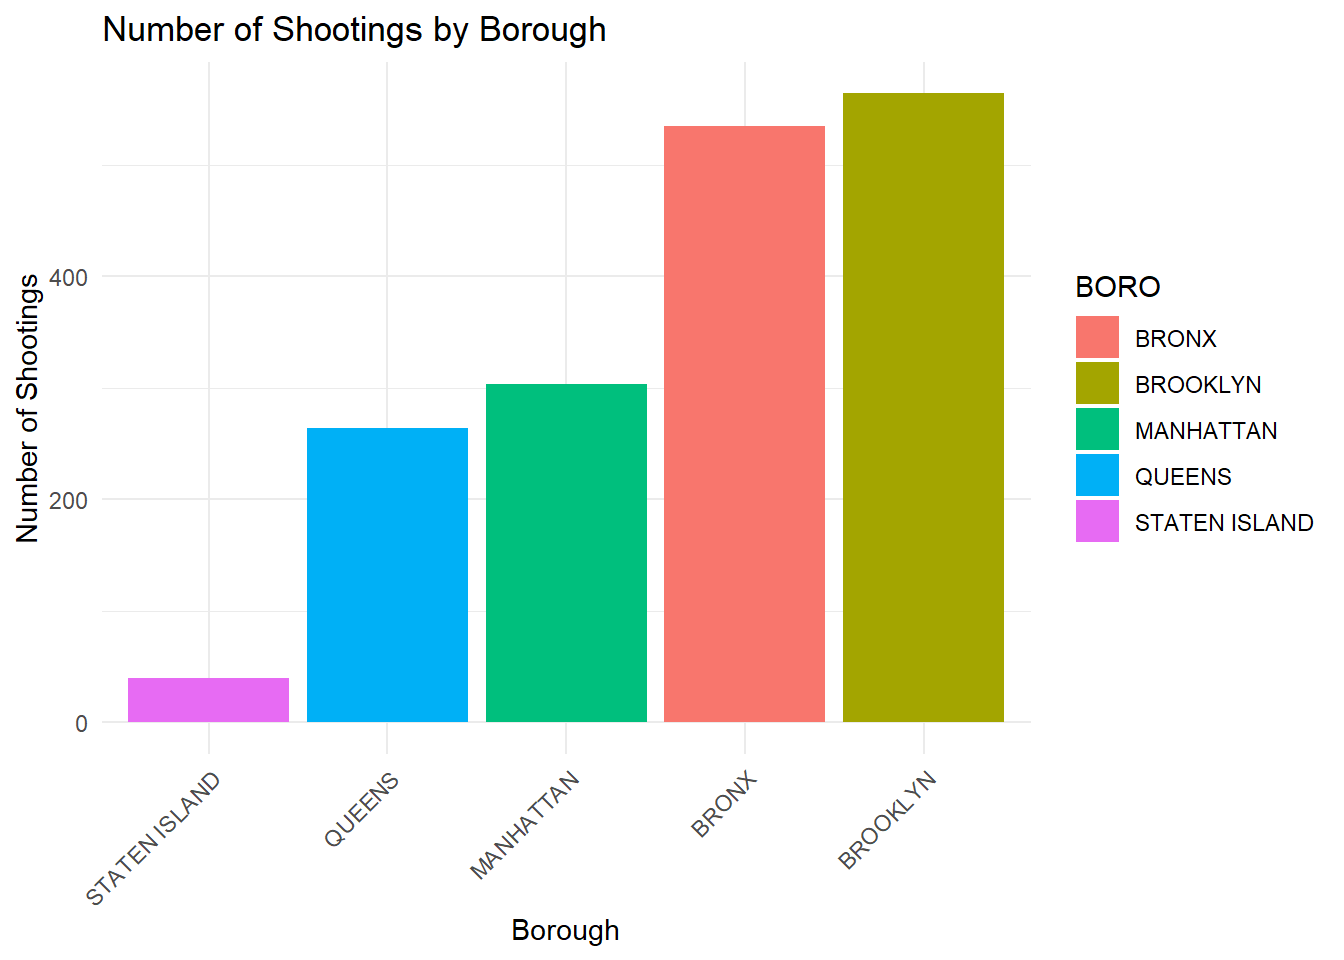 Number of Shootings by Borough
Number of Shootings
400
200
0
STATEN ISLAND
QUEENS
MANHATTAN
BRONX
BROOKLYN
Borough
BORO
BRONX
BROOKLYN
MANHATTAN
QUEENS
STATEN ISLAND